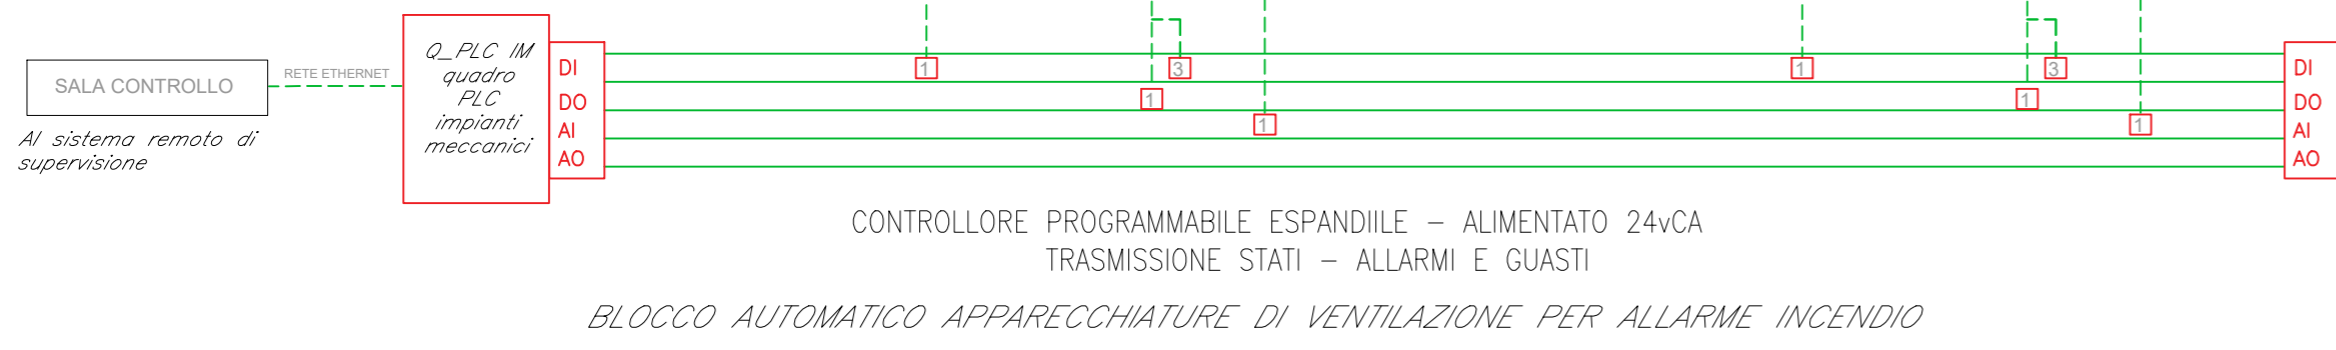 SALA CONTROLLO
RETE ETHERNET
Al sistema remoto di
supervisione
Q_PLC IM
quadro
PLC
impianti
meccanici
DI
DO
AI
AO
1
3
1
1
1
3
1
1
DI
DO
AI
AO
CONTROLLORE PROGRAMMABILE ESPANDIILE – ALIMENTATO 24vCA
TRASMISSIONE STATI – ALLARMI E GUASTI
BLOCCO AUTOMATICO APPARECCHIATURE DI VENTILAZIONE PER ALLARME INCENDIO